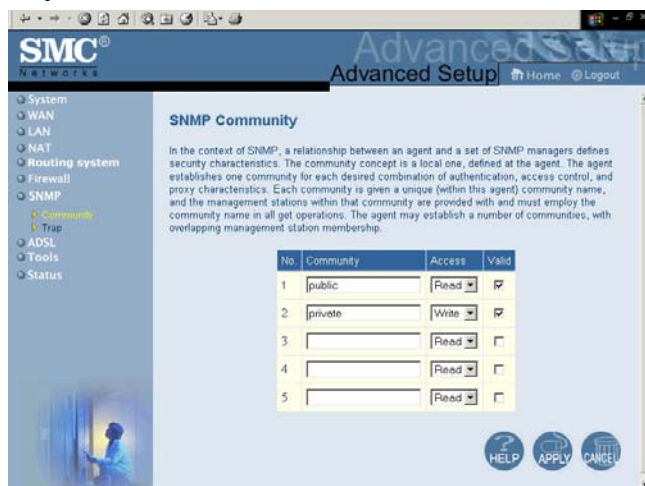 SMC®
Networks
Advanced Setup
Advanced Setup
Home
Logout
System
WAN
LAN
NAT
Routing system
Firewall
SNMP
Community
Trap
ADSL
Tools
Status
SNMP Community
In the context of SNMP, a relationship between an agent and a set of SNMP managers defines
security characteristics. The community concept is a local one, defined at the agent. The agent
establishes one community for each desired combination of authentication, access control, and
proxy characteristics. Each community is given a unique (within this agent) community name,
and the management stations within that community are provided with and must employ the
community name in all get operations. The agent may establish a number of communities, with
overlapping management station membership.
No. Community Access Valid
1 public Read
2 private Write
3 Read
4 Read
5 Read
HELP APPLY CANCEL